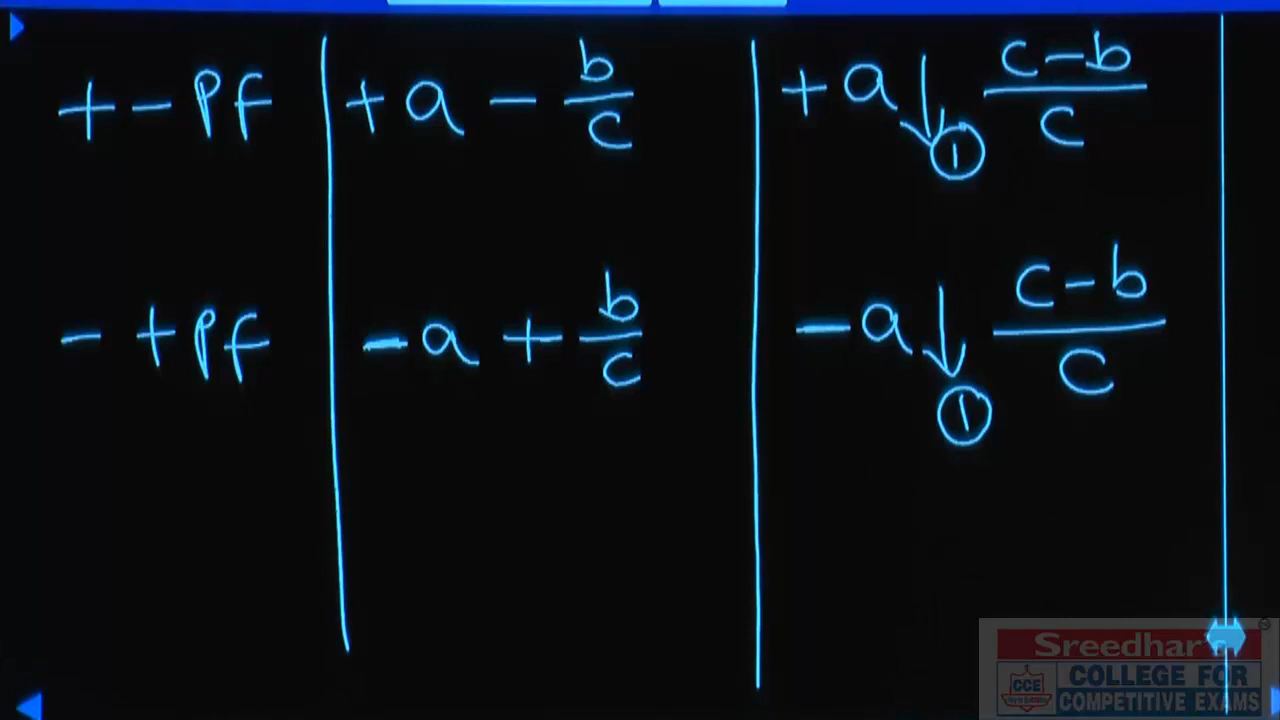 + - Pf | + a - b/c | + a ↓ ① (c-b)/c
- + Pf | - a + b/c | - a ↓ ① (c-b)/c
Sreedhar's
CCE COLLEGE FOR
COMPETITIVE EXAMS